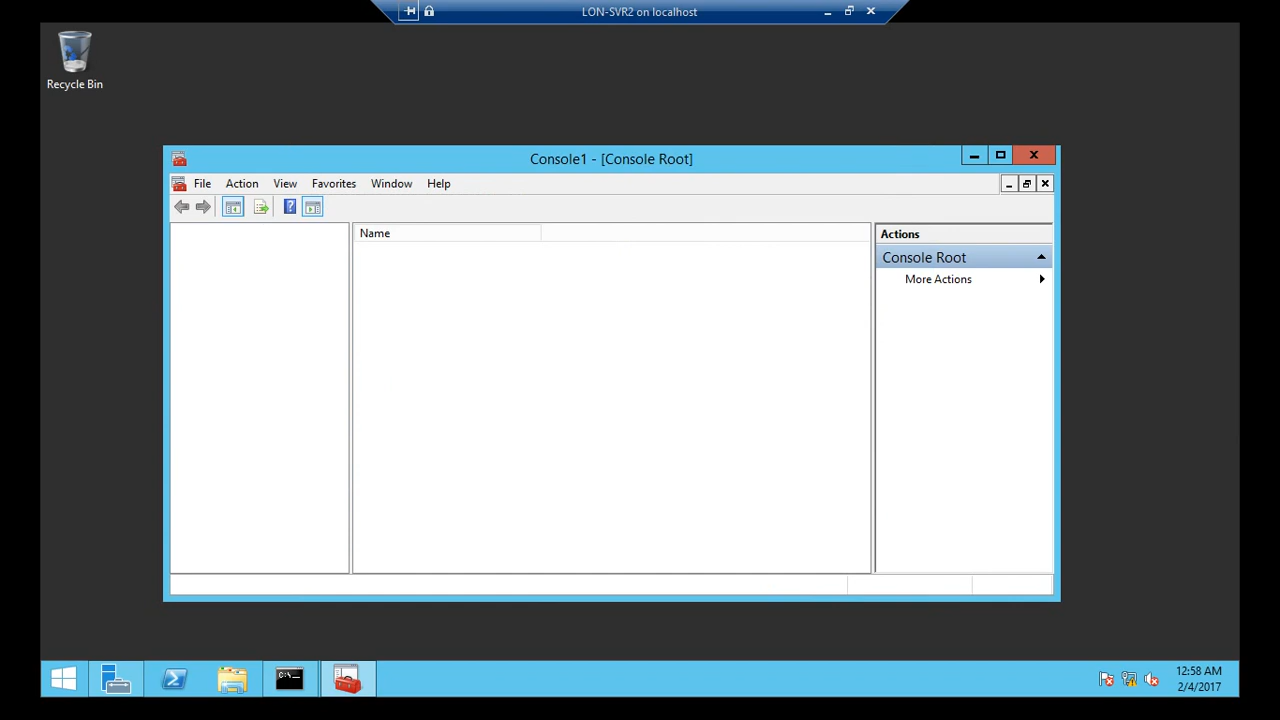 LON-SVR2 on localhost
Recycle Bin
Console1 - [Console Root]
File Action View Favorites Window Help
Name
Actions
Console Root
More Actions
C:\
12:58 AM
2/4/2017